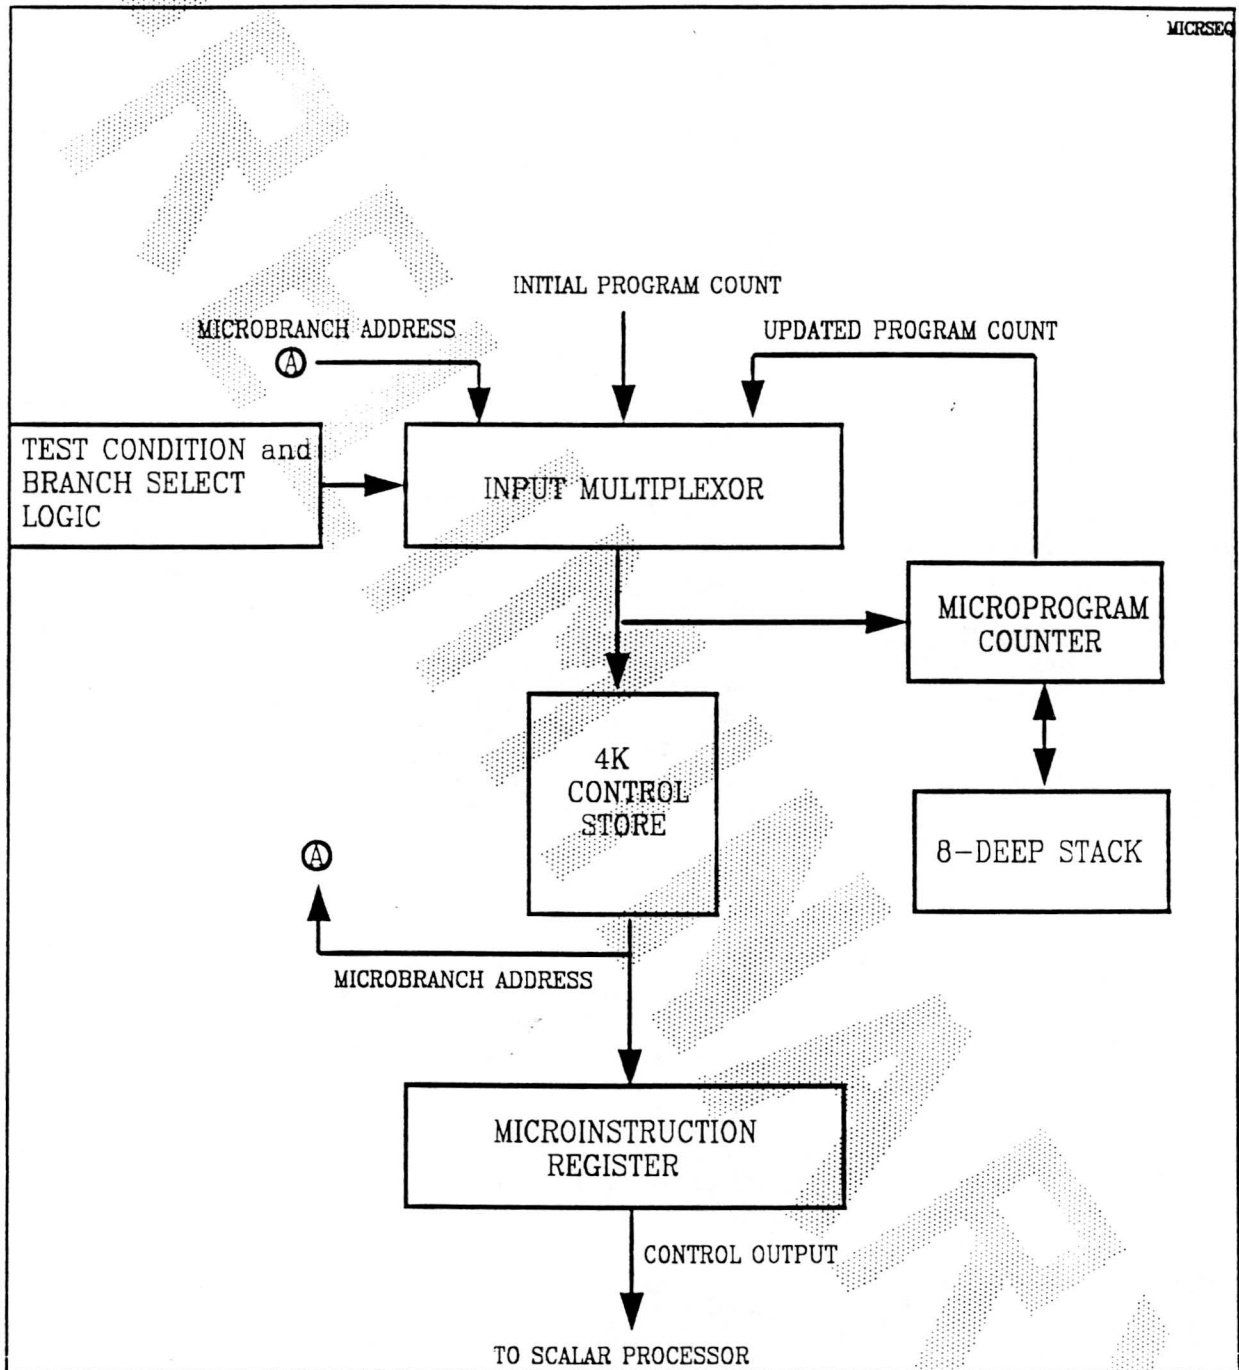 MICRSEQ
INITIAL PROGRAM COUNT
MICROBRANCH ADDRESS
UPDATED PROGRAM COUNT
A
TEST CONDITION and
BRANCH SELECT
LOGIC
INPUT MULTIPLEXOR
MICROPROGRAM
COUNTER
4K
CONTROL
STORE
8-DEEP STACK
A
MICROBRANCH ADDRESS
MICROINSTRUCTION
REGISTER
CONTROL OUTPUT
TO SCALAR PROCESSOR